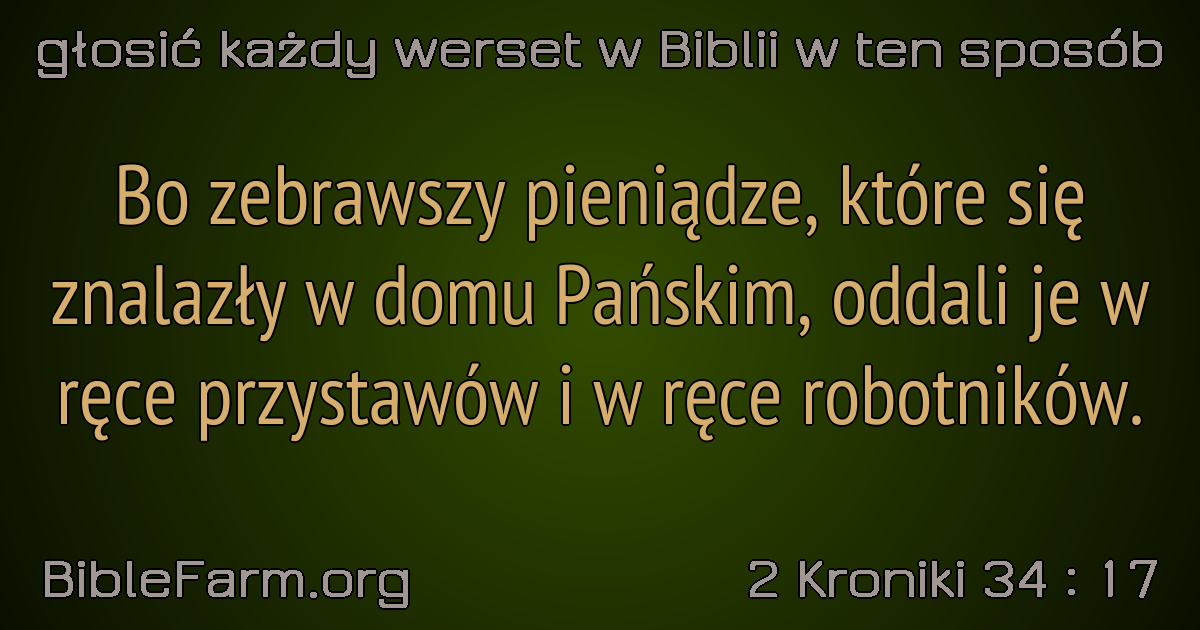 głosić każdy werset w Biblii w ten sposób
Bo zebrawszy pieniądze, które się
znalazły w domu Pańskim, oddali je w
ręce przystawów i w ręce robotników.
BibleFarm.org
2 Kroniki 34 : 17